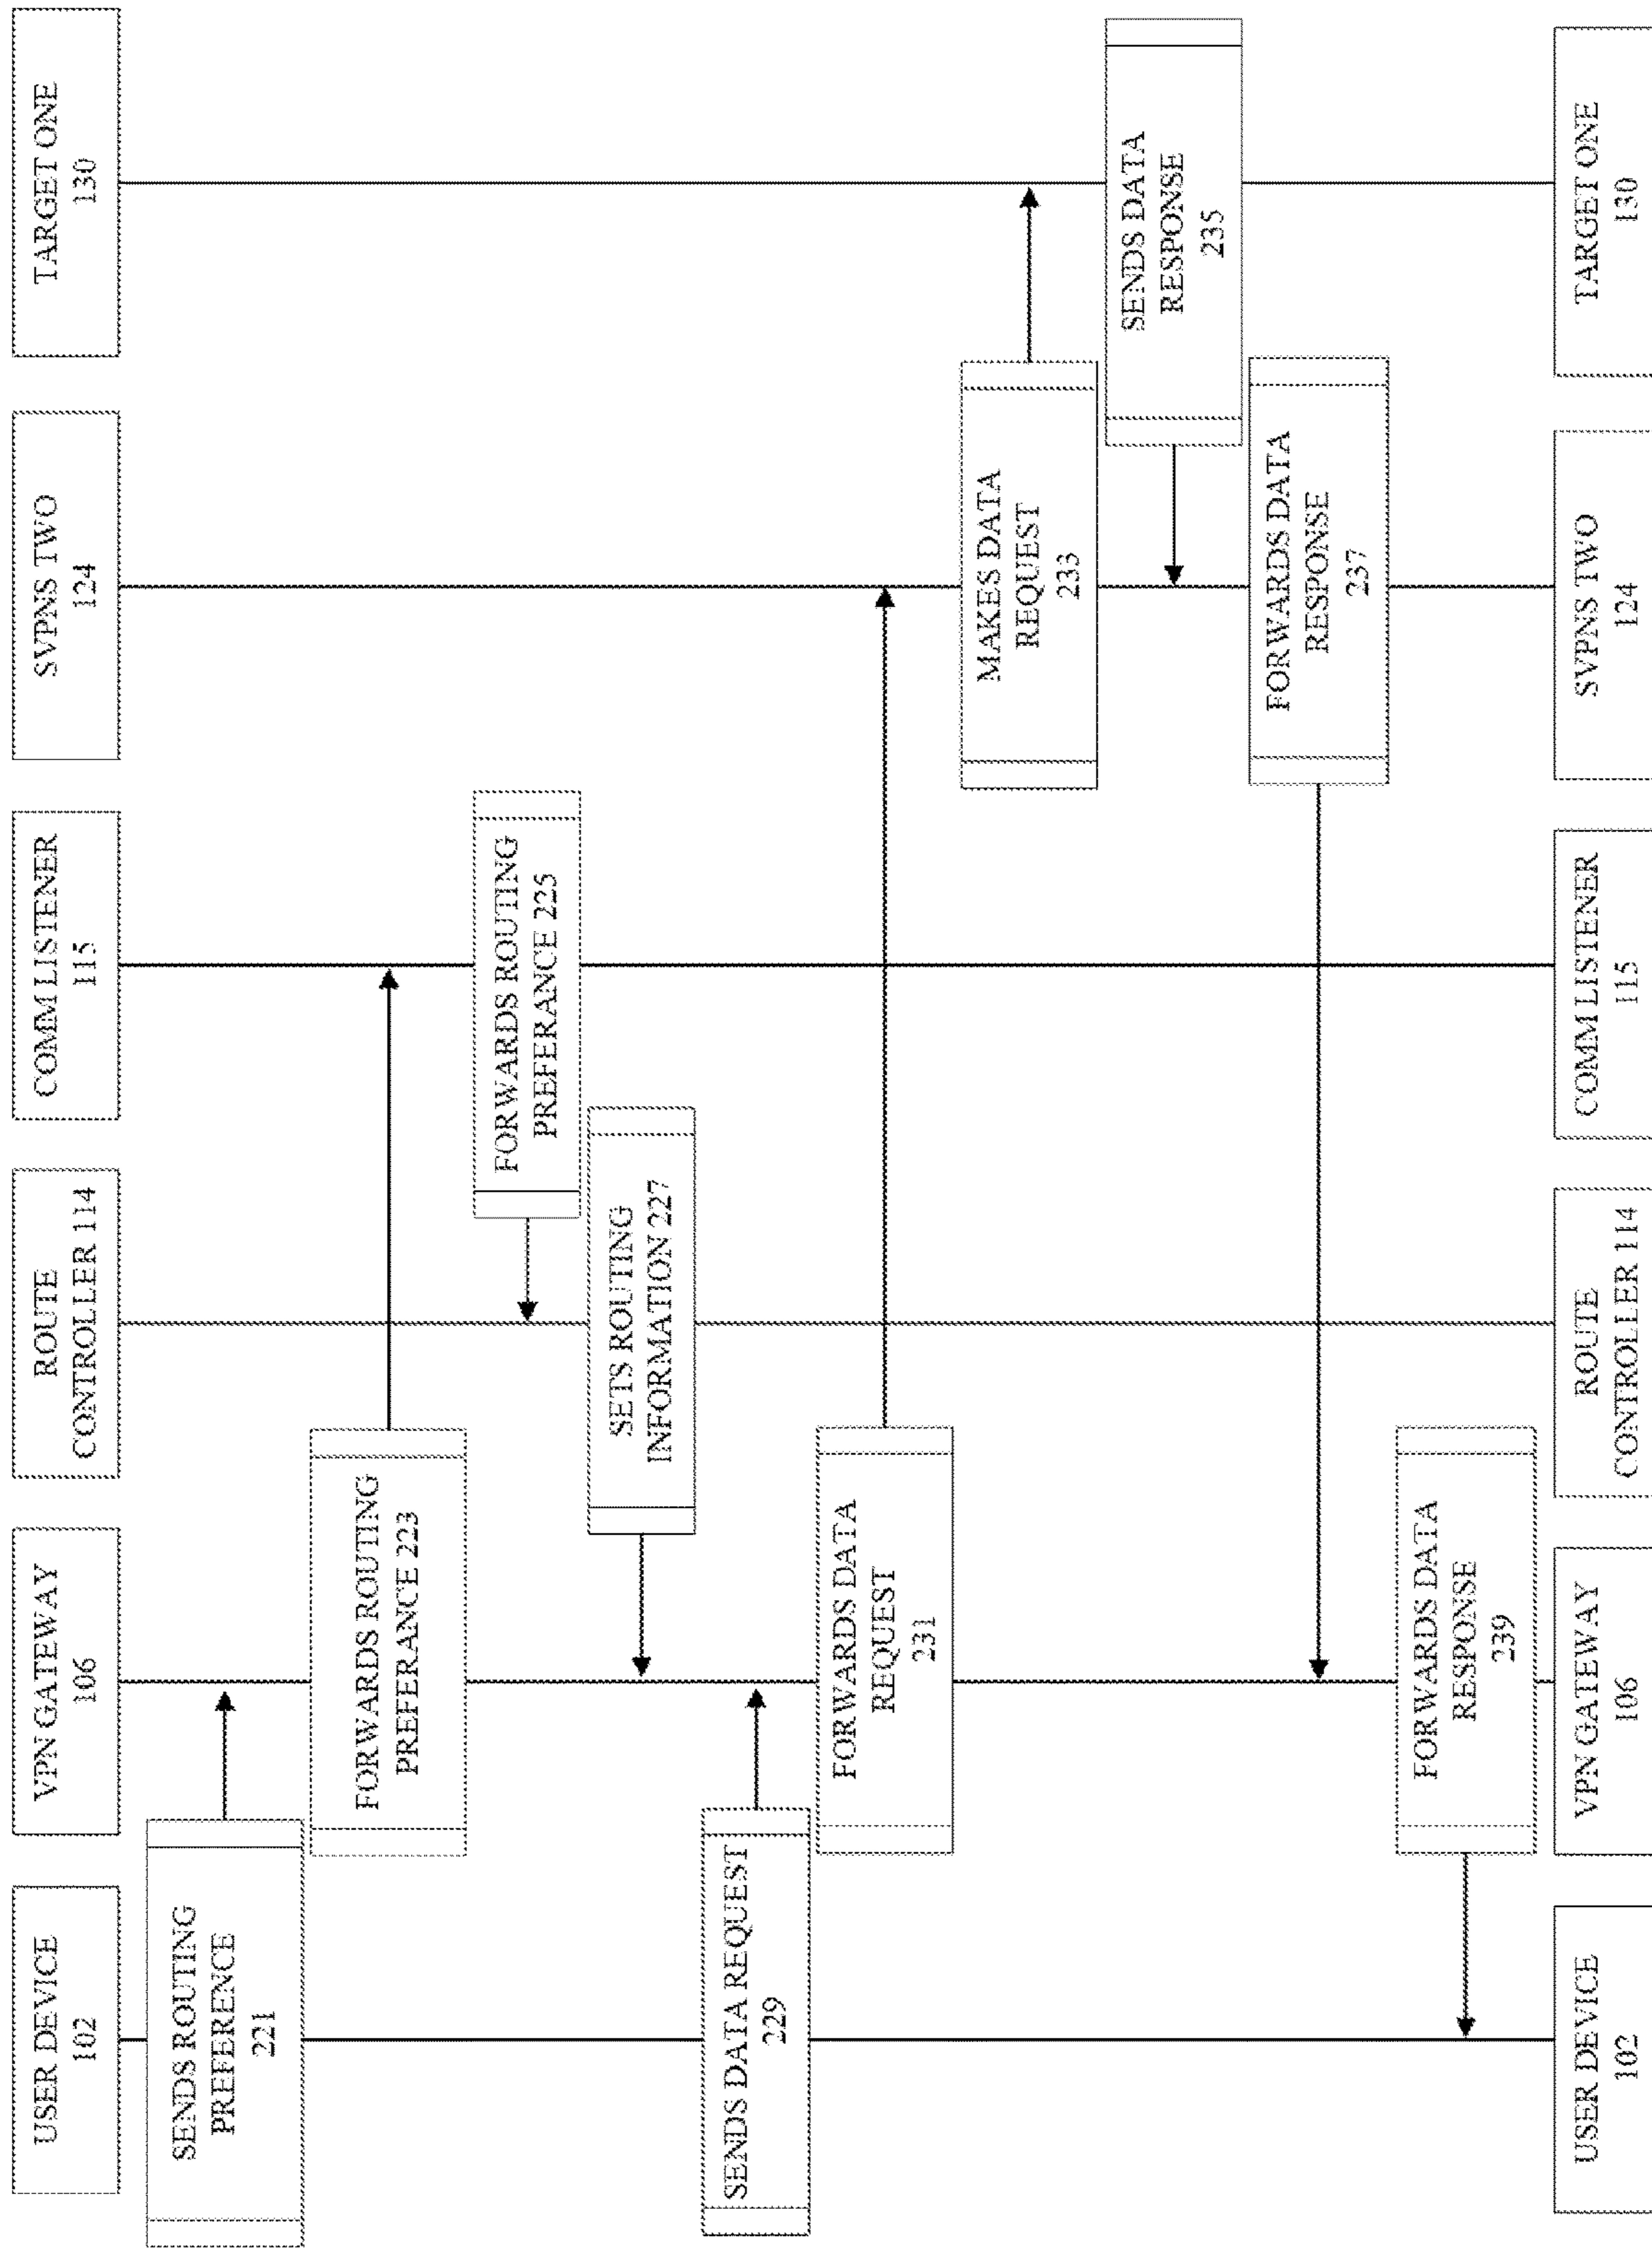 USER DEVICE
102
VPN GATEWAY
106
ROUTE
CONTROLLER 114
COMM LISTENER
115
SVPNS TWO
124
TARGET ONE
130
SENDS ROUTING
PREFERENCE
221
FORWARDS ROUTING
PREFERANCE 223
FORWARDS ROUTING
PREFERANCE 225
SETS ROUTING
INFORMATION 227
SENDS DATA REQUEST
229
FORWARDS DATA
REQUEST
231
MAKES DATA
REQUEST
233
SENDS DATA
RESPONSE
235
FORWARDS DATA
RESPONSE
237
FORWARDS DATA
RESPONSE
239
USER DEVICE
102
VPN GATEWAY
106
ROUTE
CONTROLLER 114
COMM LISTENER
115
SVPNS TWO
124
TARGET ONE
130